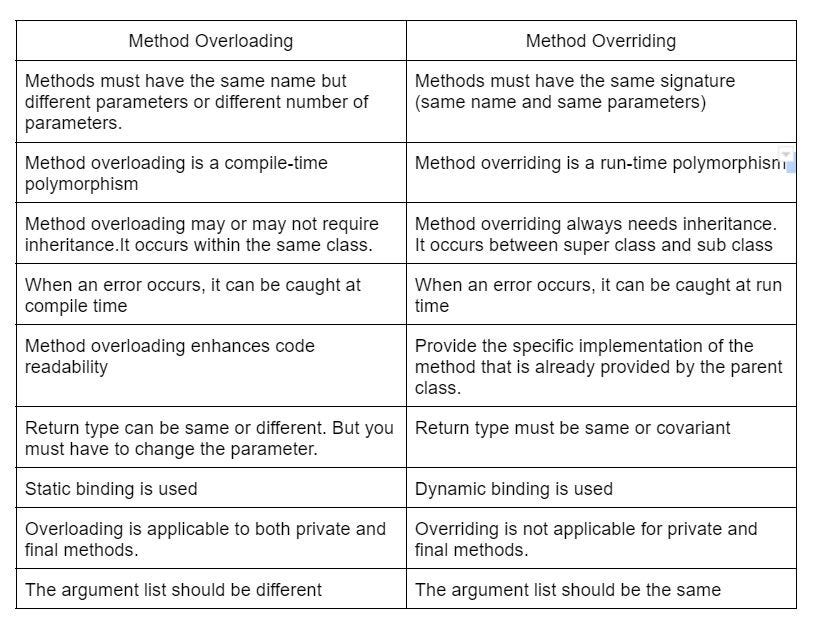 Method Overloading
Method Overriding
Methods must have the same name but
different parameters or different number of
parameters.
Methods must have the same signature
(same name and same parameters)
Method overloading is a compile-time
polymorphism
Method overriding is a run-time polymorphism
Method overloading may or may not require
inheritance.It occurs within the same class.
Method overriding always needs inheritance.
It occurs between super class and sub class
When an error occurs, it can be caught at
compile time
When an error occurs, it can be caught at run
time
Method overloading enhances code
readability
Provide the specific implementation of the
method that is already provided by the parent
class.
Return type can be same or different. But you
must have to change the parameter.
Return type must be same or covariant
Static binding is used
Dynamic binding is used
Overloading is applicable to both private and
final methods.
Overriding is not applicable for private and
final methods.
The argument list should be different
The argument list should be the same